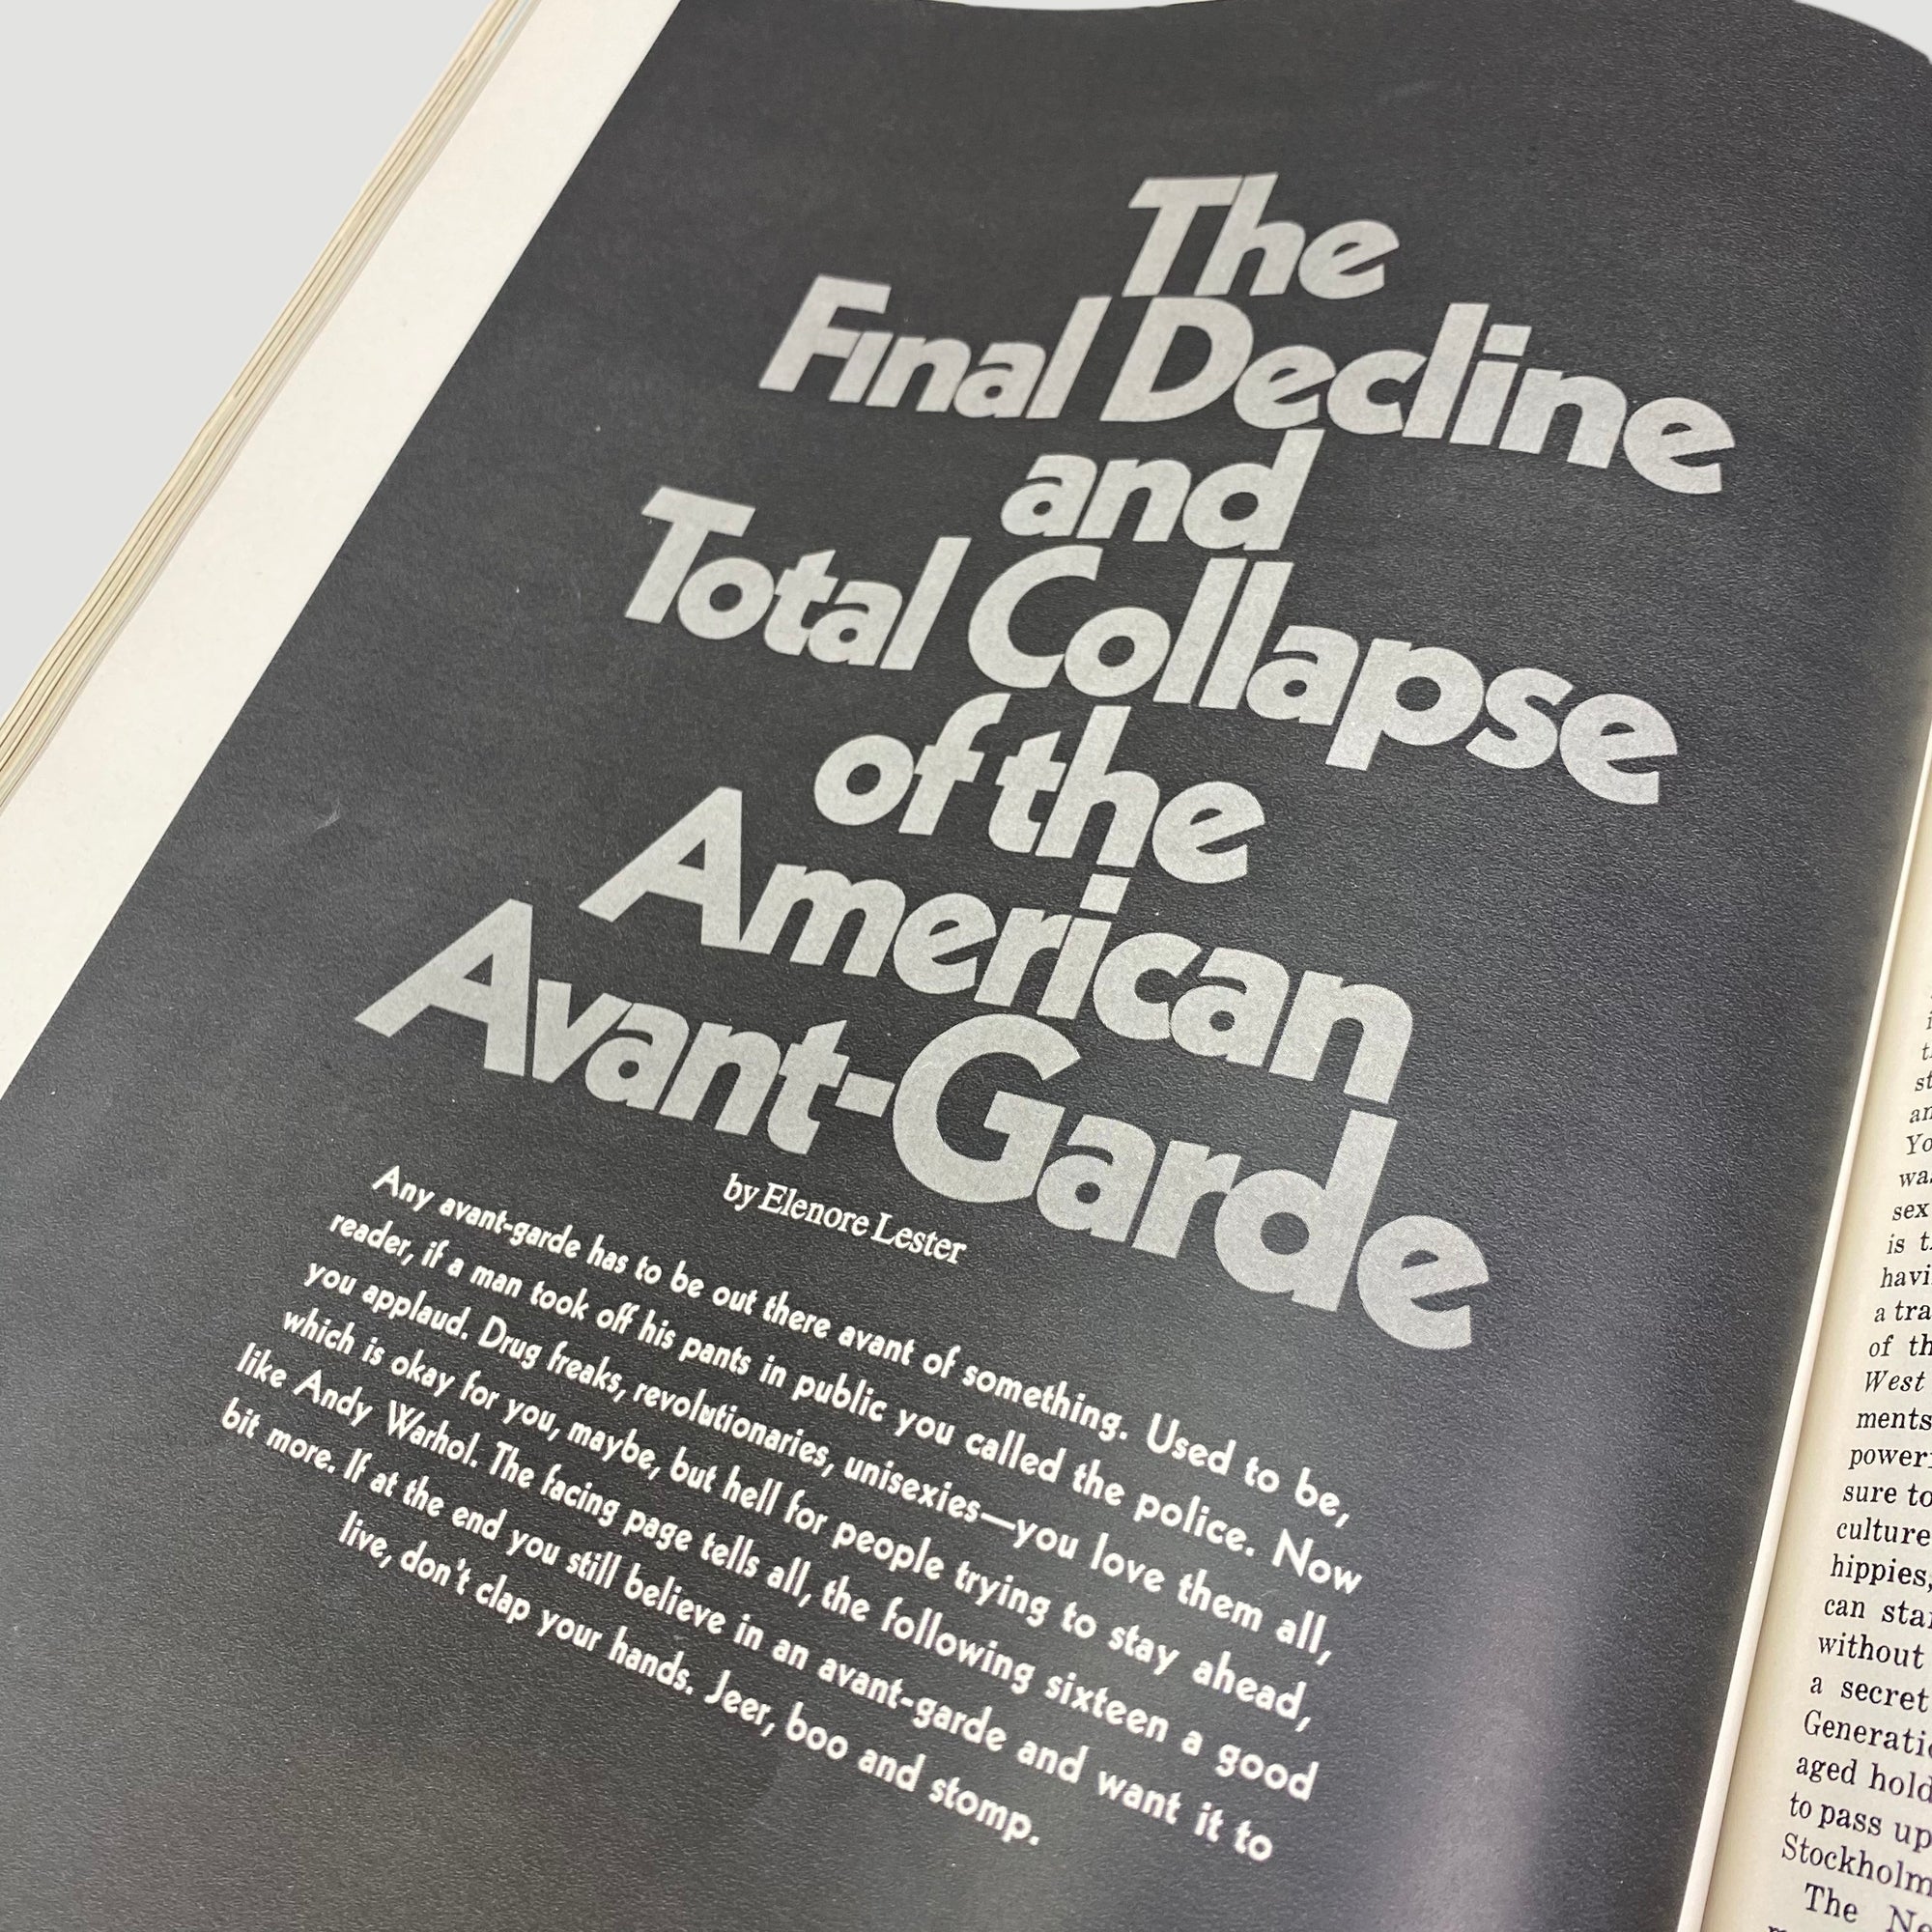 The
Final Decline
and
Total Collapse
of the
American
Avant-Garde
by Elenore Lester
Any avant-garde has to be out there avant of something. Used to be,
reader, if a man took off his pants in public you called the police. Now
you applaud. Drug freaks, revolutionaries, unisexies—you love them all,
which is okay for you, maybe, but hell for people trying to stay ahead,
like Andy Warhol. The facing page tells all, the following sixteen a good
bit more. If at the end you still believe in an avant-garde and want it to
live, don't clap your hands. Jeer, boo and stomp.
sex
is
a
of
West
ments
sure to
culture
hippies,
can
without
a secret
aged
to pass up
Stockholm
The